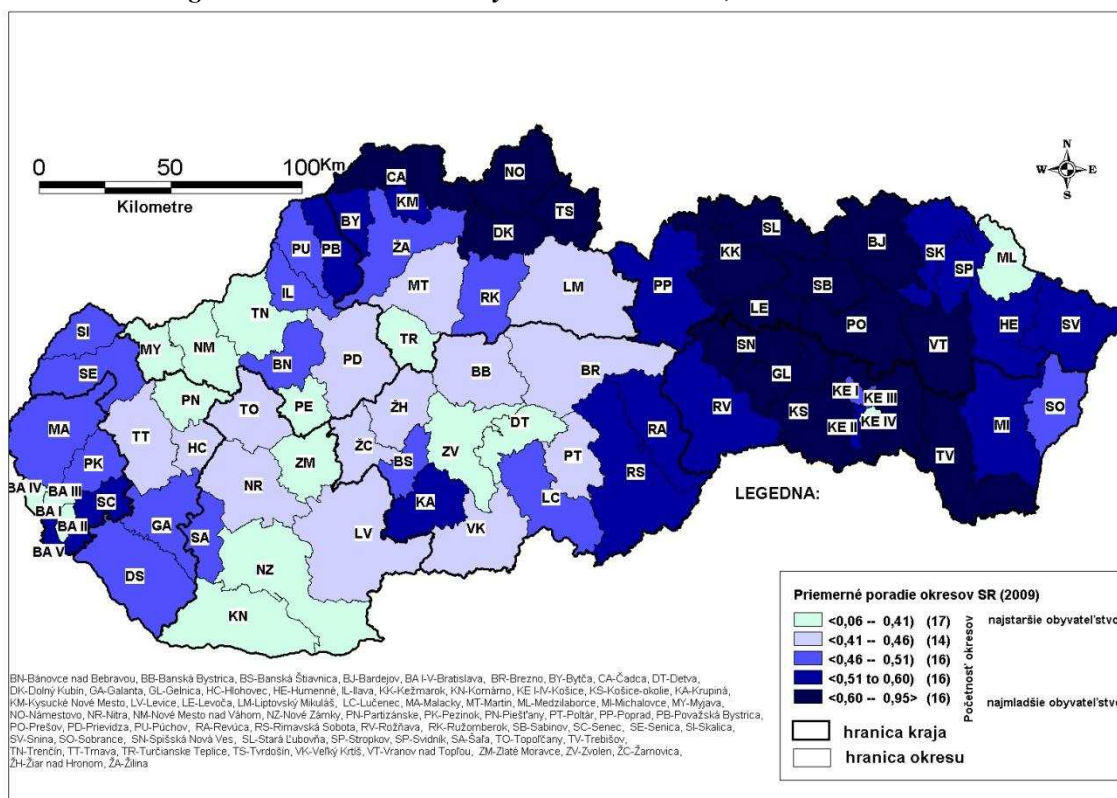 0 50 100 Km
Kilometre
N
W E
S
CA
NO
KM
TS
BY
DK
PU
PB
ŽA
SL
BJ
KK
SK
ML
SP
MT
RK
LM
PP
SB
IL
TN
LE
HE
SV
PO
SI
MY
NM
BN
PD
TR
SN
VT
SE
BB
BR
GL
PN
TO
PE
ŽH
KE I
KE III
SO
DT
RV
KS
KE IV
MA
TT
HC
ŽC
ZV
RA
KE II
MI
PK
ZM
BS
PT
BA IV
BA III
NR
LC
RS
TV
SC
KA
BA I
BA II
GA
SA
LV
VK
BA V
DS
NZ
KN
LEGEDNA:
Priemerné poradie okresov SR (2009)
<0,06 -- 0,41) (17) najstaršie obyvateľstvo
<0,41 -- 0,46) (14)
<0,46 -- 0,51) (16)
<0,51 to 0,60) (16)
<0,60 -- 0,95> (16) najmladšie obyvateľstvo
Početnosť okresov
hranica kraja
hranica okresu
BN-Bánovce nad Bebravou, BB-Banská Bystrica, BS-Banská Štiavnica, BJ-Bardejov, BA I-V-Bratislava, BR-Brezno, BY-Bytča, CA-Čadca, DT-Detva,
DK-Dolný Kubín, GA-Galanta, GL-Gelnica, HC-Hlohovec, HE-Humenné, IL-Ilava, KK-Kežmarok, KN-Komárno, KE I-IV-Košice, KS-Košice-okolie, KA-Krupiná,
KM-Kysucké Nové Mesto, LV-Levice, LE-Levoča, LM-Liptovský Mikuláš, LC-Lučenec, MA-Malacky, MT-Martin, ML-Medzilaborce, MI-Michalovce, MY-Myjava,
NO-Námestovo, NR-Nitra, NM-Nové Mesto nad Váhom, NZ-Nové Zámky, PN-Partizánske, PK-Pezinok, PN-Piešťany, PT-Poltár, PP-Poprad, PB-Považská Bystrica,
PO-Prešov, PD-Prievidza, PU-Púchov, RA-Revúca, RS-Rimavská Sobota, RV-Rožňava, RK-Ružomberok, SB-Sabinov, SC-Senec, SE-Senica, SI-Skalica,
SV-Snina, SO-Sobrance, SN-Spišská Nová Ves, SL-Stará Ľubovňa, SP-Stropkov, SP-Svidník, SA-Šaľa, TO-Topoľčany, TV-Trebišov,
TN-Trenčín, TT-Trnava, TR-Turčianske Teplice, TS-Tvrdošín, VK-Veľký Krtíš, VT-Vranov nad Topľou, ZM-Zlaté Moravce, ZV-Zvolen, ŽC-Žarnovica,
ŽH-Žiar nad Hronom, ŽA-Žilina